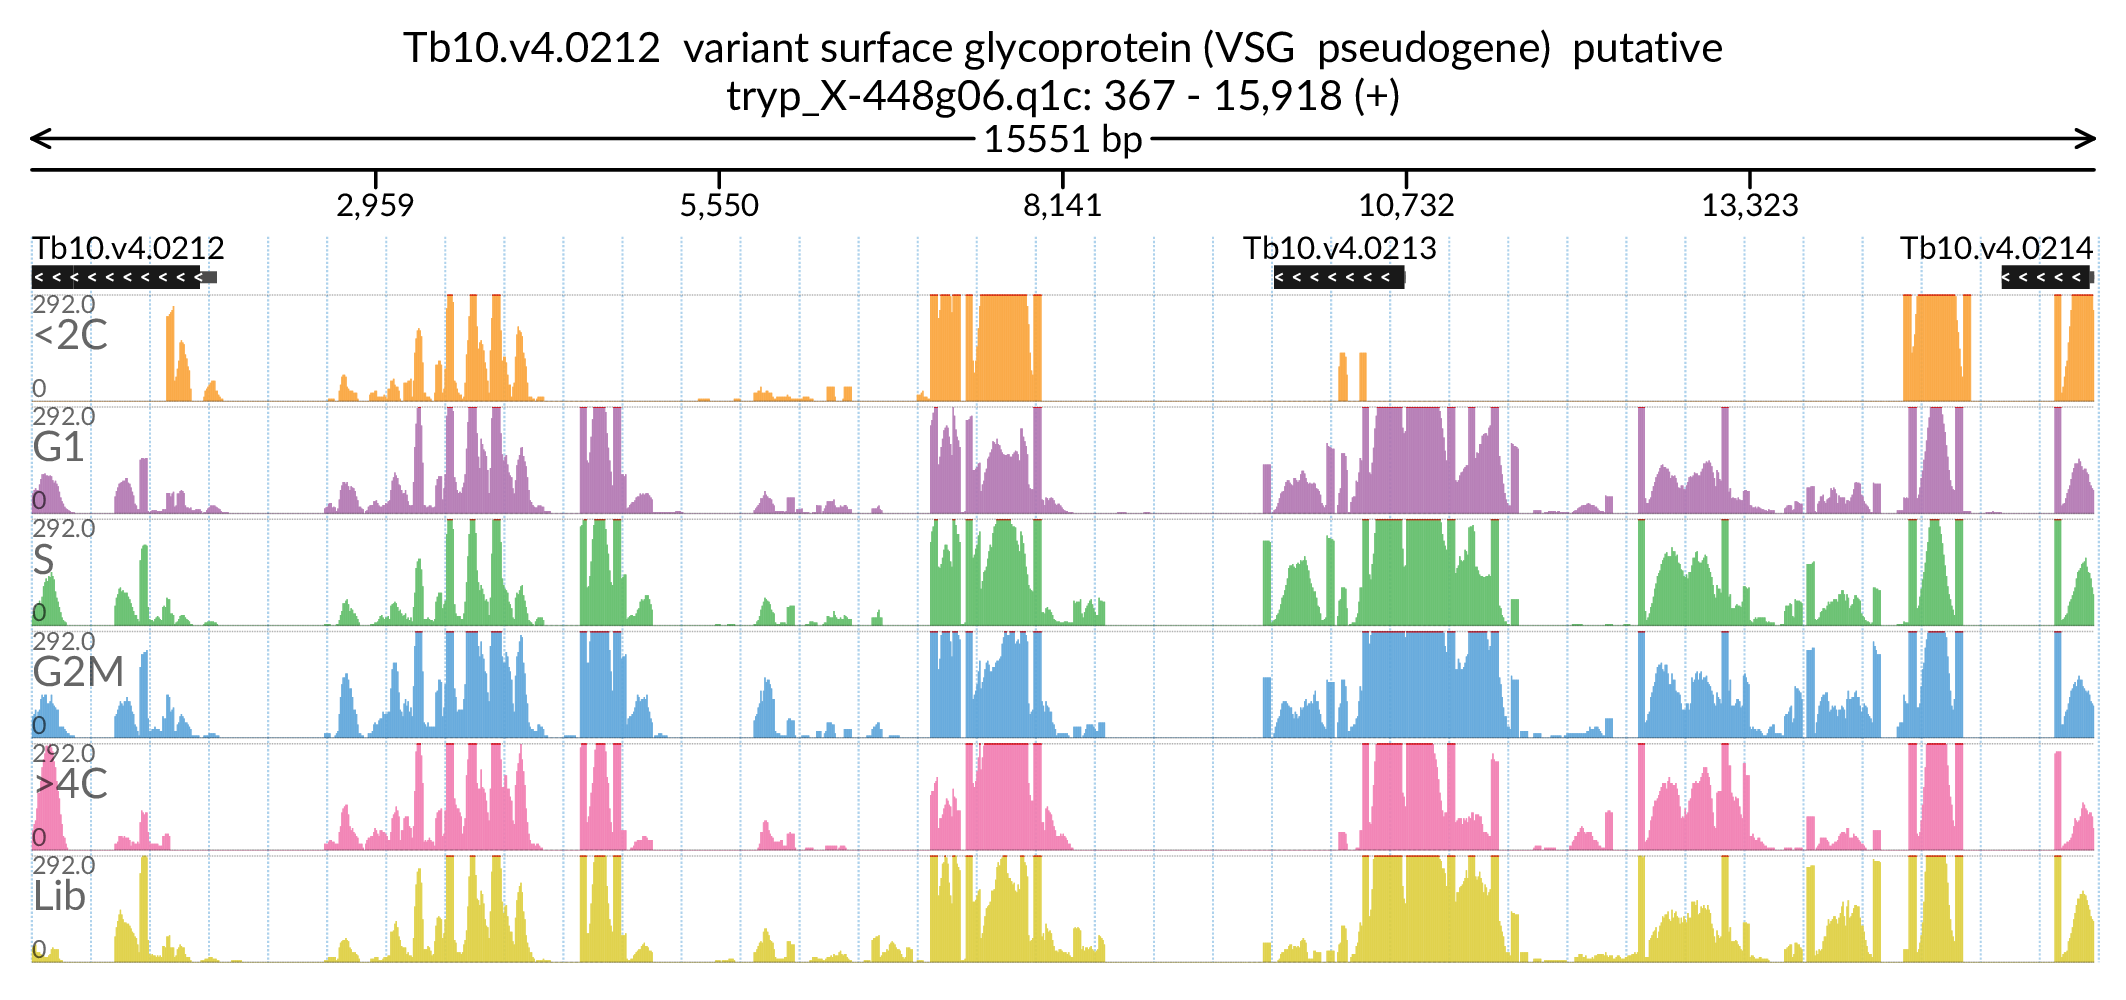 Tb10.v4.0212  variant surface glycoprotein (VSG  pseudogene)  putative
tryp_X-448g06.q1c: 367 - 15,918 (+)
15551 bp
2,959 5,550 8,141 10,732 13,323
Tb10.v4.0212 Tb10.v4.0213 Tb10.v4.0214
292.0
<2C
0
292.0
G1
0
292.0
S
0
292.0
G2M
0
292.0
>4C
0
292.0
Lib
0